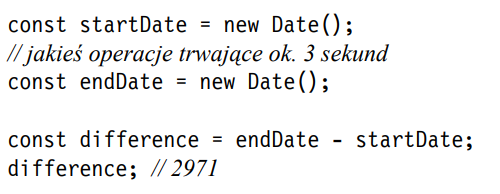 const startDate = new Date();
// jakieś operacje trwające ok. 3 sekund
const endDate = new Date();

const difference = endDate - startDate;
difference; // 2971